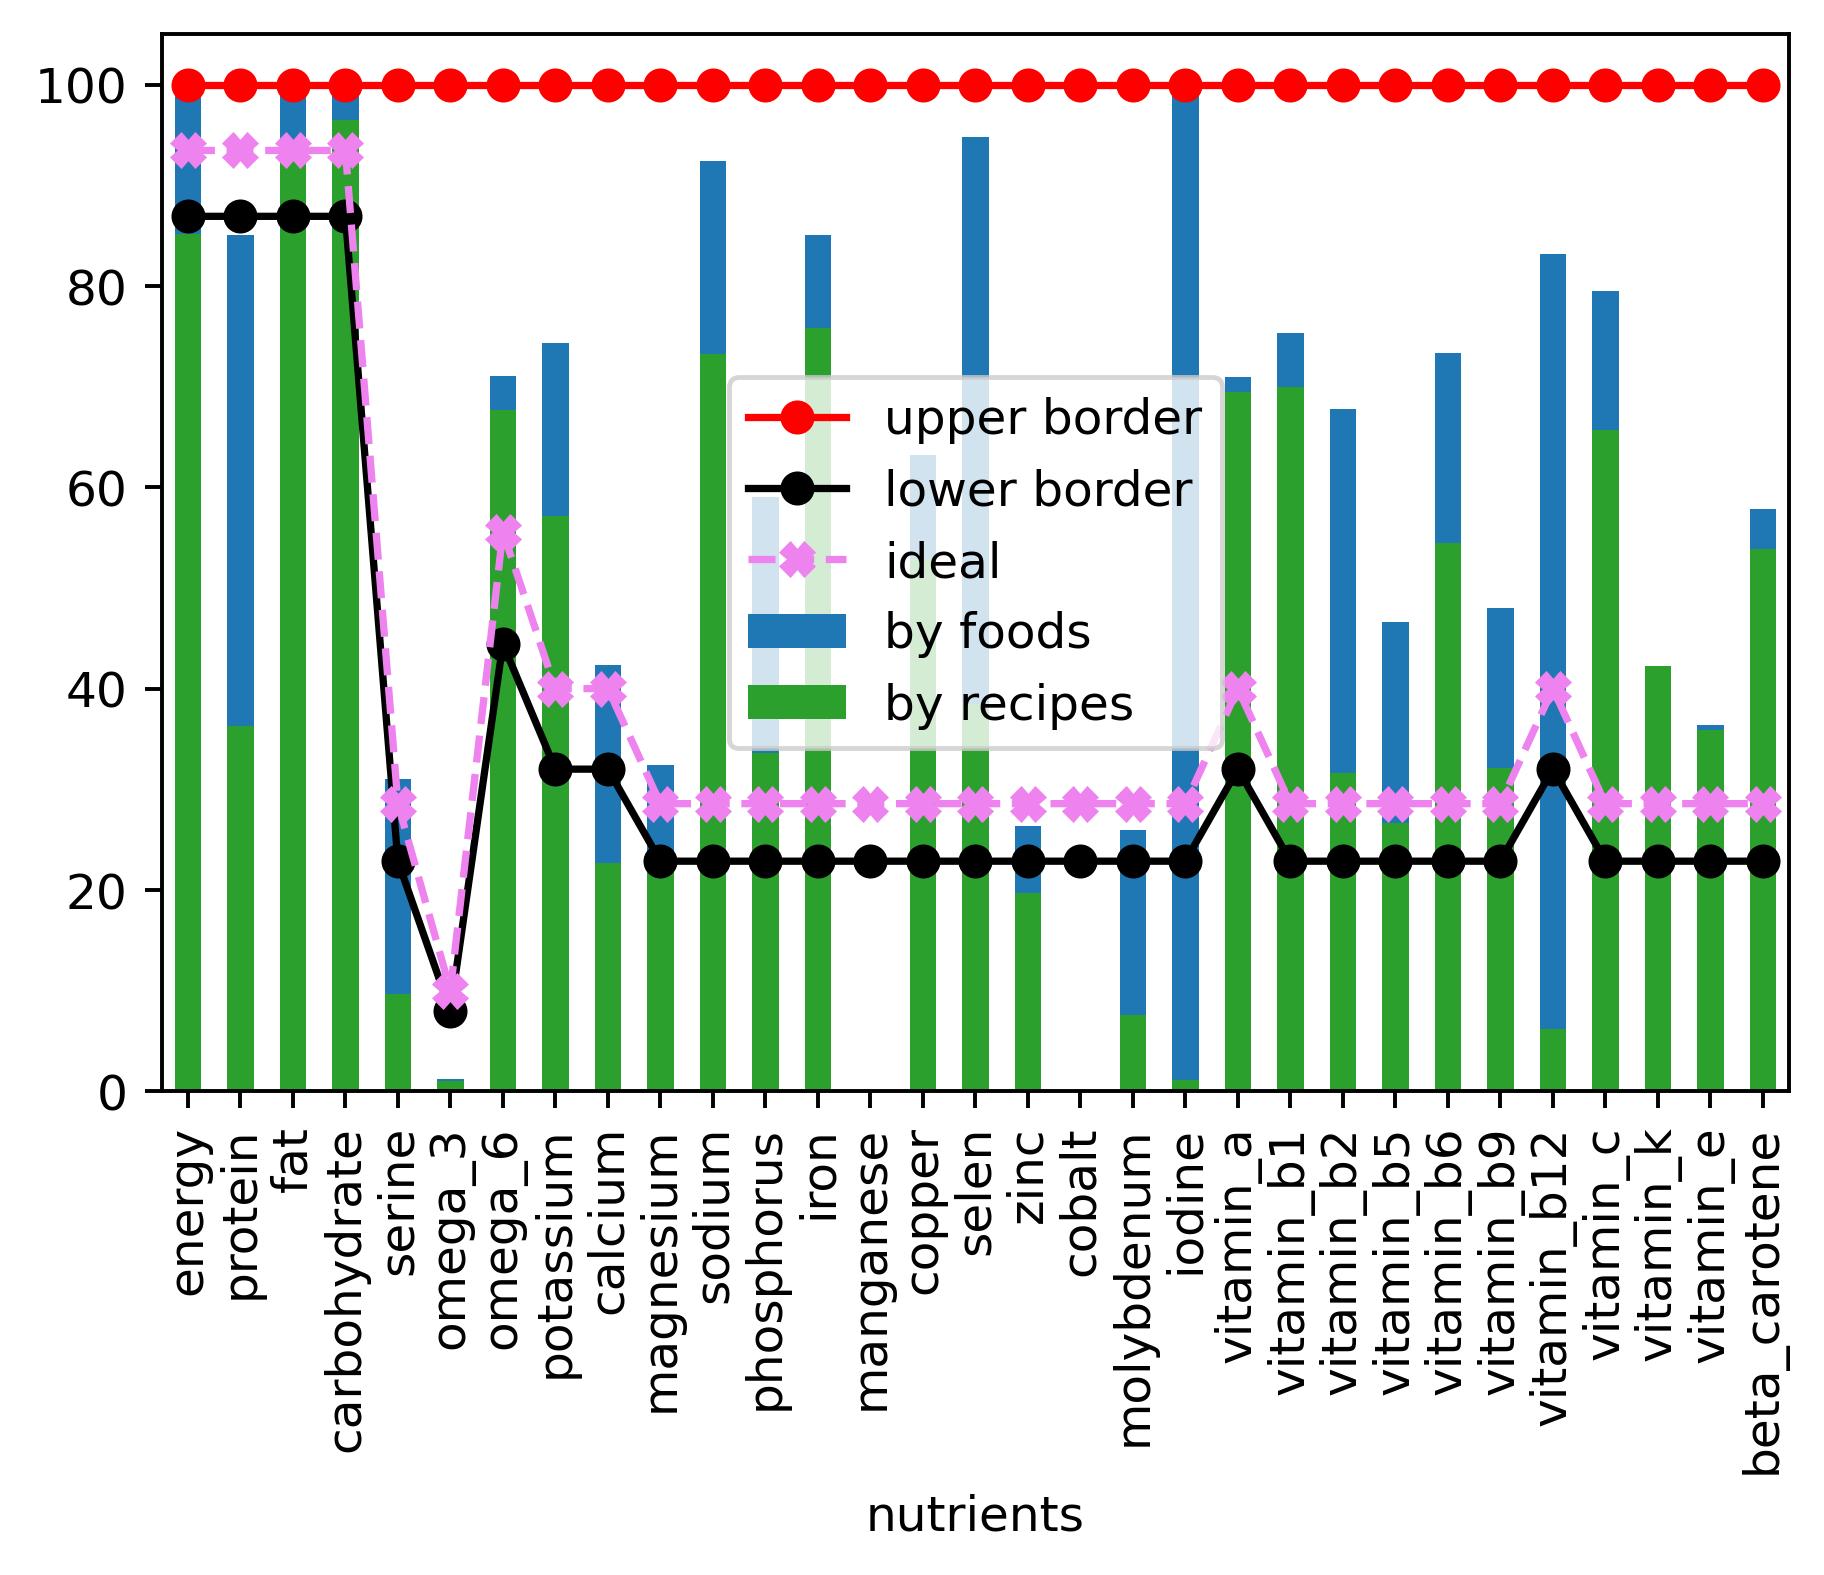 100
80
60
40
20
0
upper border
lower border
ideal
by foods
by recipes
energy
protein
fat
carbohydrate
serine
omega_3
omega_6
potassium
calcium
magnesium
sodium
phosphorus
iron
manganese
copper
selen
zinc
cobalt
molybdenum
iodine
vitamin_a
vitamin_b1
vitamin_b2
vitamin_b5
vitamin_b6
vitamin_b9
vitamin_b12
vitamin_c
vitamin_k
vitamin_e
beta_carotene
nutrients